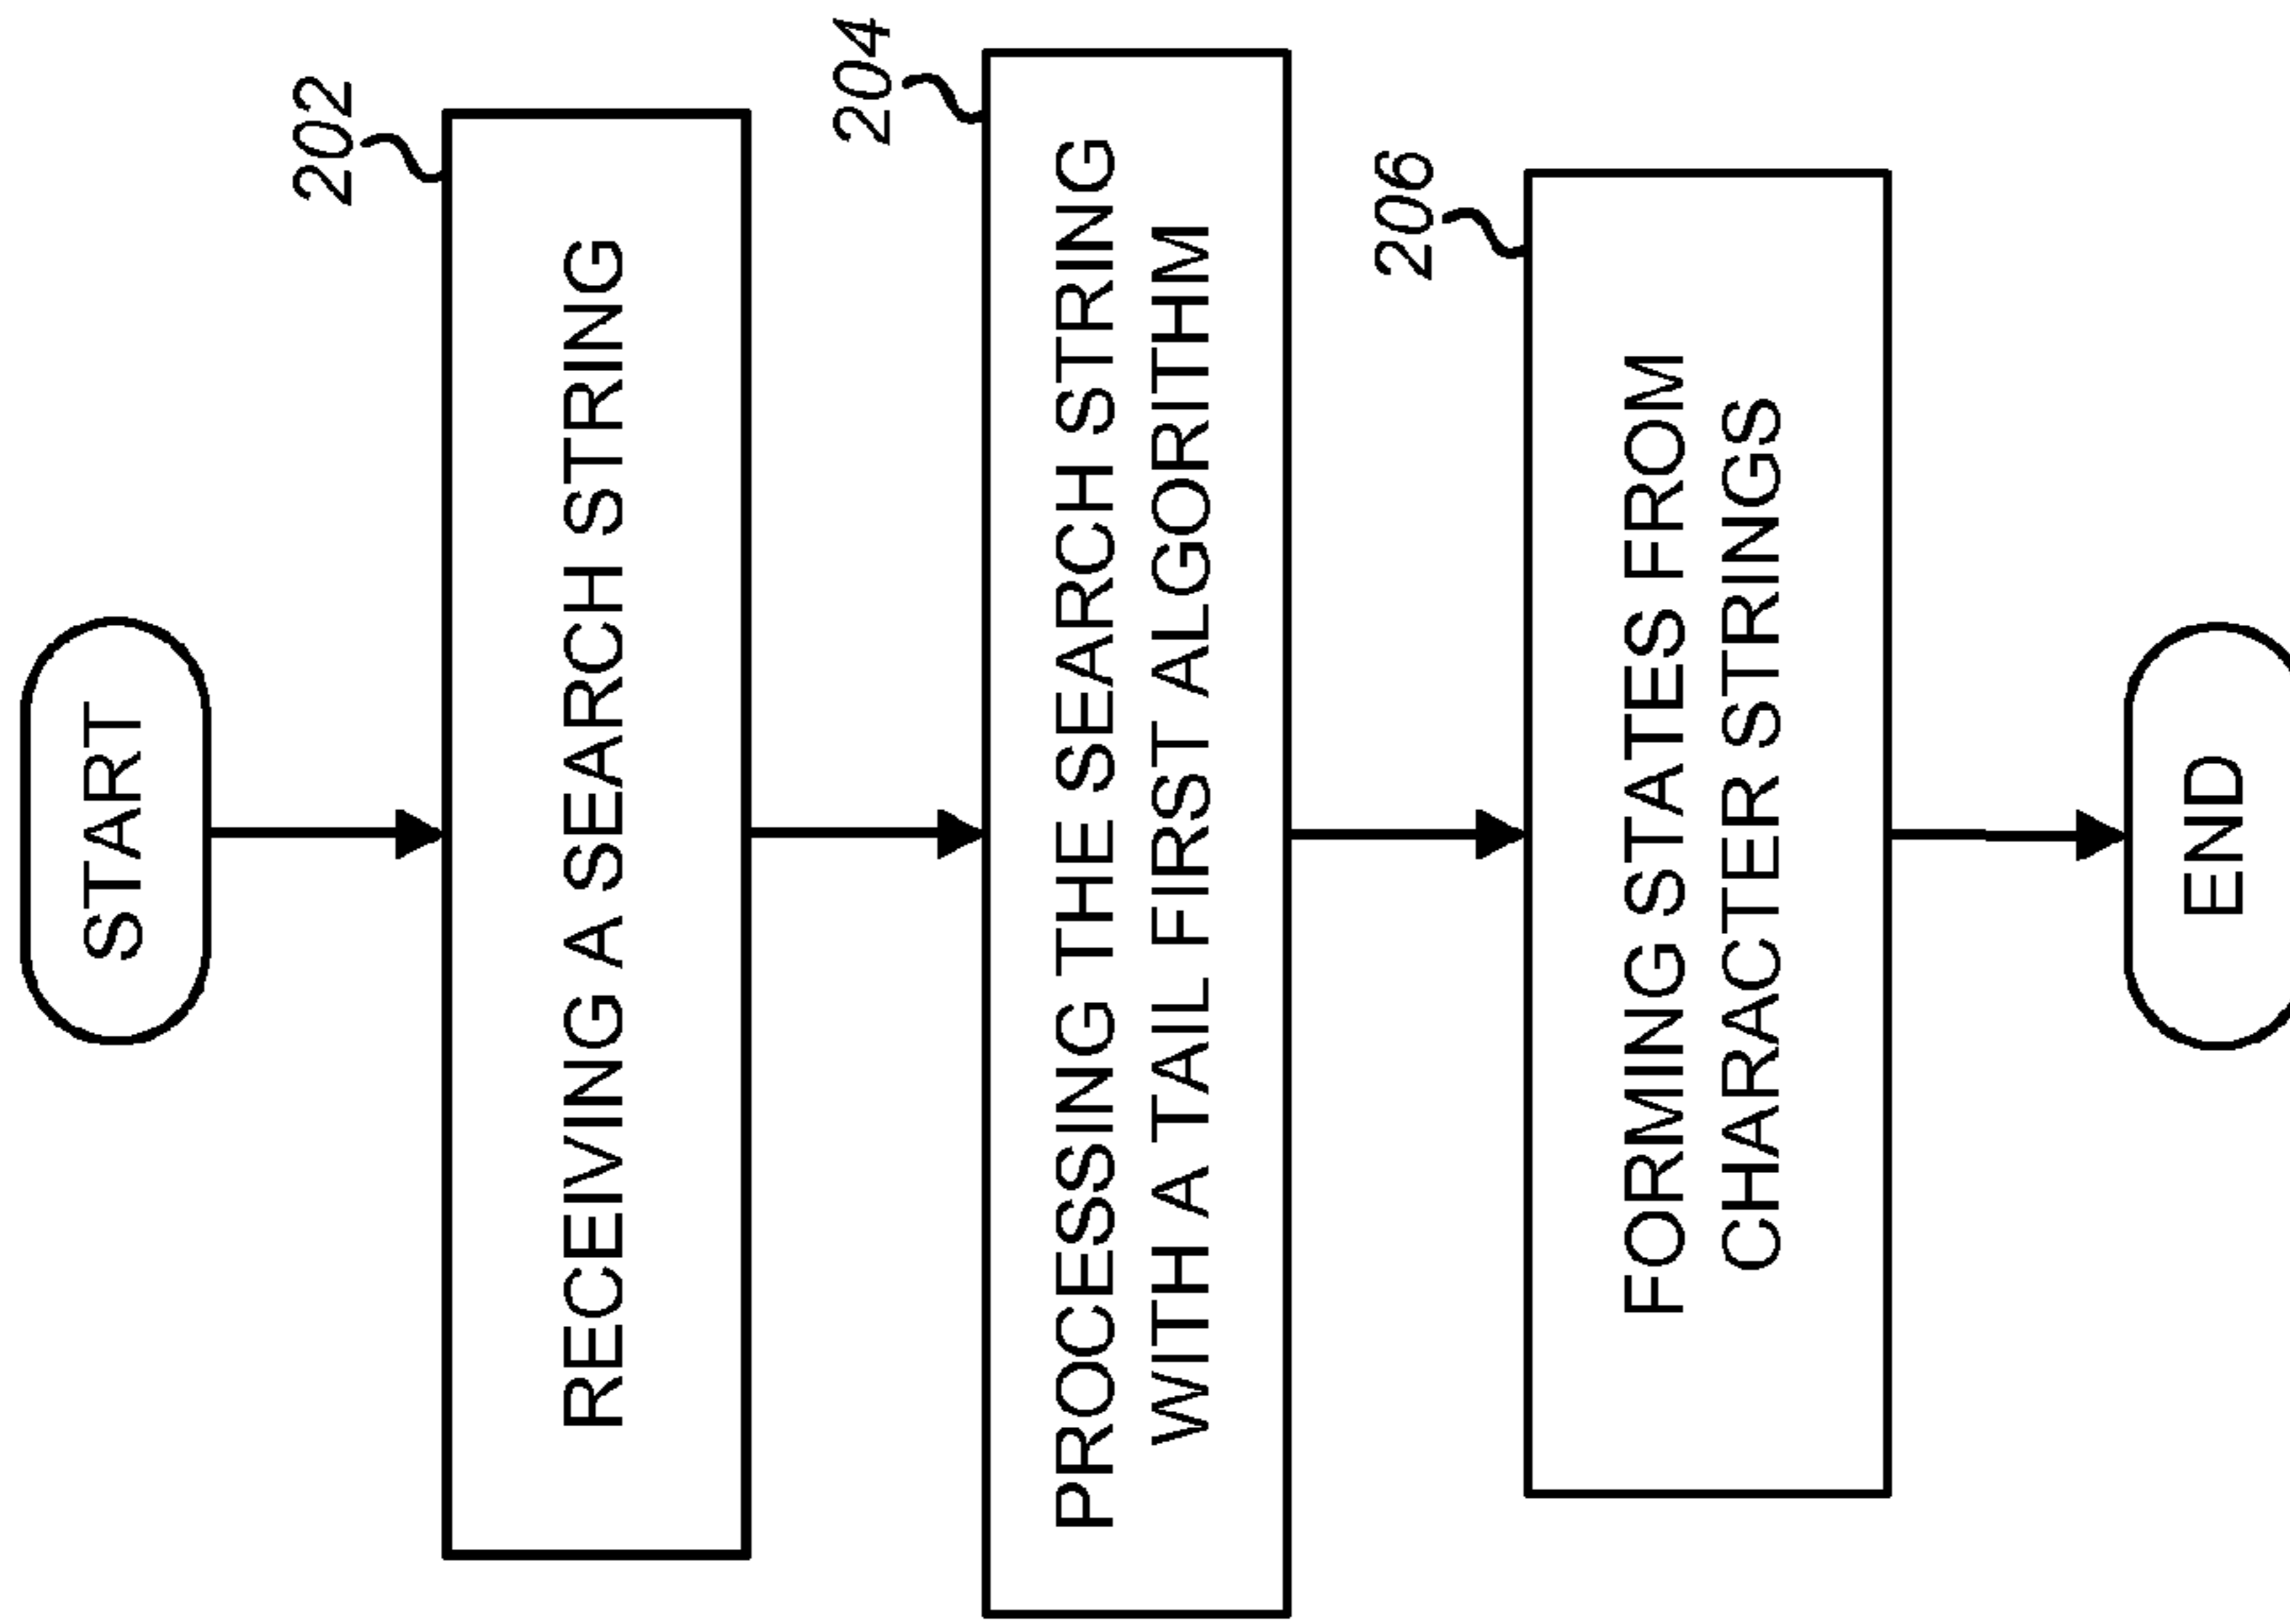 START
202
RECEIVING A SEARCH STRING
204
PROCESSING THE SEARCH STRING
WITH A TAIL FIRST ALGORITHM
206
FORMING STATES FROM
CHARACTER STRINGS
END